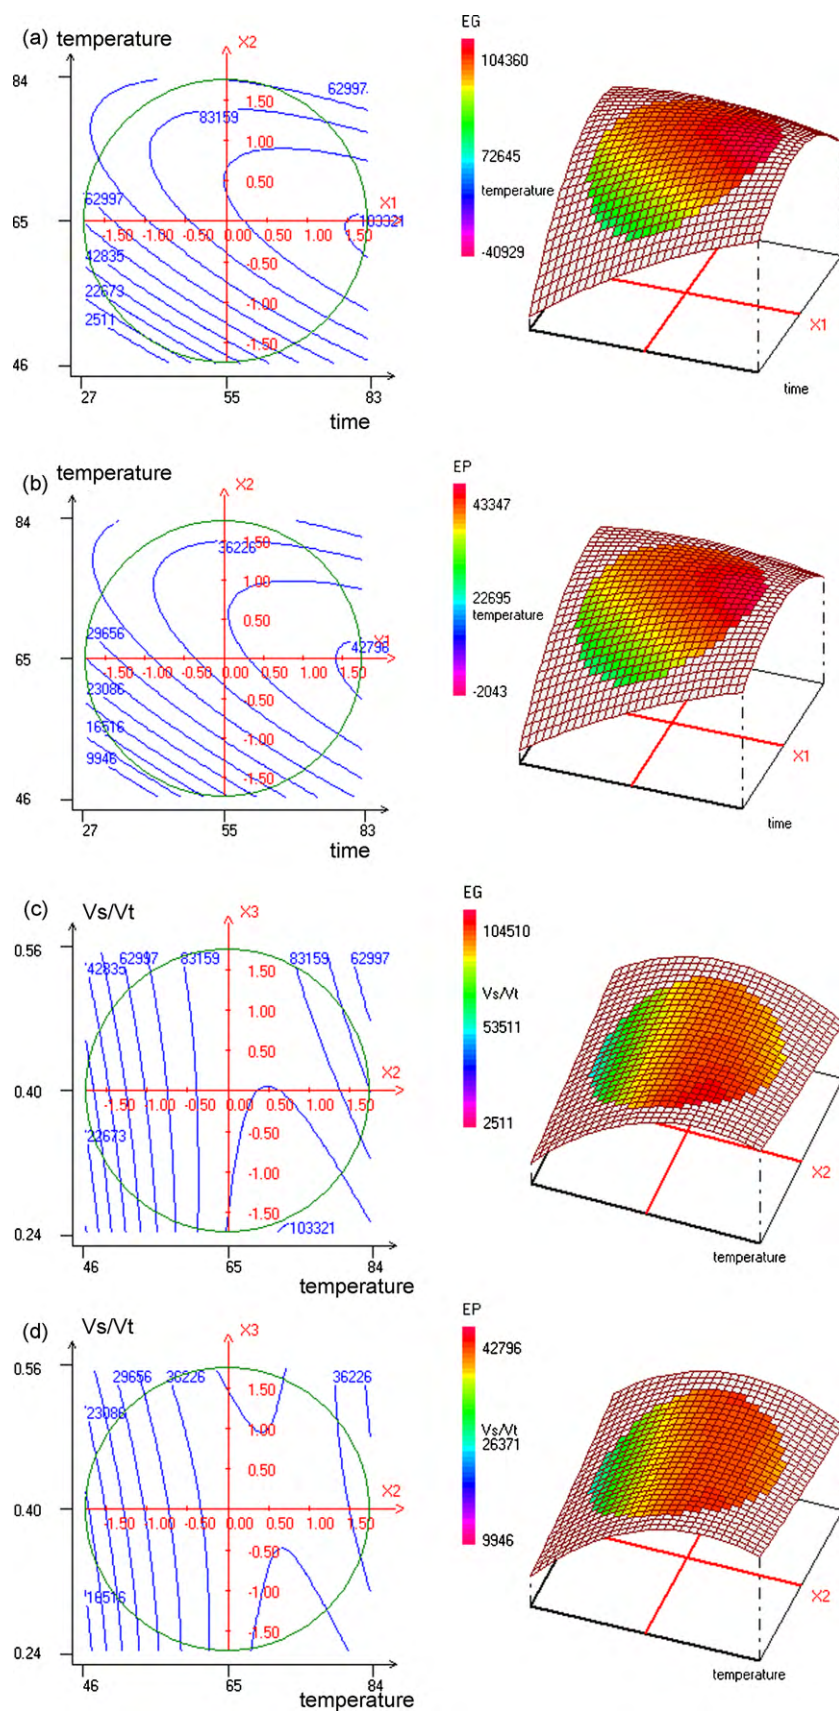 (a) temperature
X2
84
62997
1.50
83159
1.00
0.50
62997
X1
65
103321
-1.50 -1.00 -0.50 0.00 0.50 1.00 1.50
42835
-0.50
22673
-1.00
2511
-1.50
46
27 55 83
time
EG
104360
72645
temperature
-40929
X1
time
(b) temperature
X2
84
1.50
36226
1.00
0.50
29656
X1
42796
65
-1.50 -1.00 -0.50 0.00 0.50 1.00 1.50
23086
-0.50
16516
-1.00
9946
-1.50
46
27 55 83
time
EP
43347
22695
temperature
-2043
X1
time
(c) Vs/Vt
X3
0.56
42835 62997 83159 83159 62997
1.50
1.00
0.50
X2
0.40
-1.50 -1.00 -0.50 0.00 0.50 1.00 1.50
22673
-0.50
-1.00
-1.50
103321
0.24
46 65 84
temperature
EG
104510
Vs/Vt
53511
2511
X2
temperature
(d) Vs/Vt
X3
0.56
29656 36226 36226
1.50
23086
1.00
0.50
X2
0.40
-1.50 -1.00 -0.50 0.00 0.50 1.00 1.50
-0.50
16516
-1.00
-1.50
0.24
46 65 84
temperature
EP
42796
Vs/Vt
26371
9946
X2
temperature